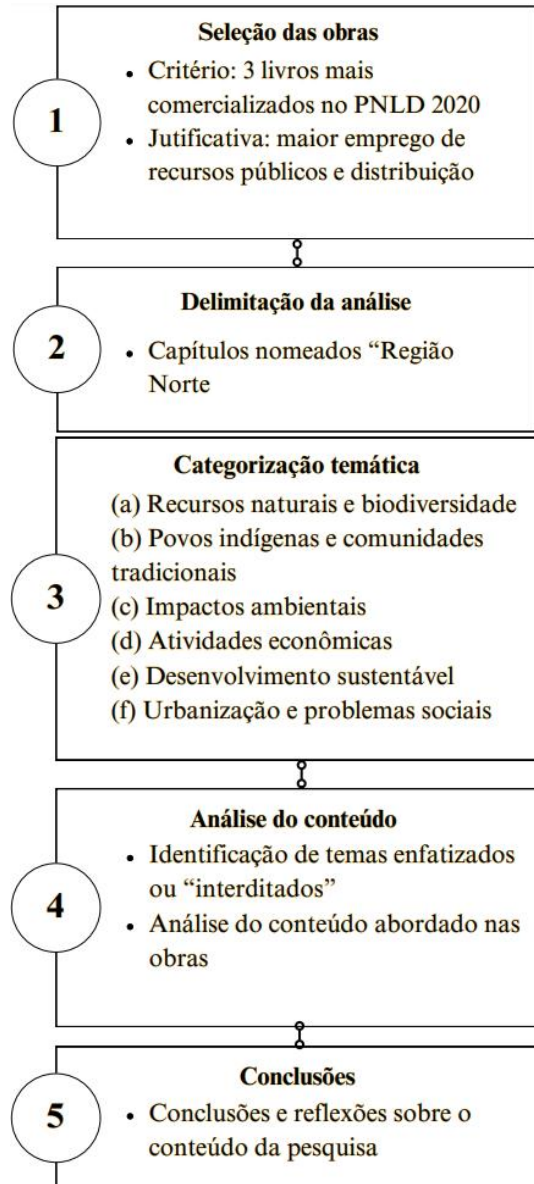 Seleção das obras
1
• Critério: 3 livros mais
comercializados no PNLD 2020
• Jutificativa: maior emprego de
recursos públicos e distribuição
Delimitação da análise
2
• Capítulos nomeados “Região
Norte
Categorização temática
3
(a) Recursos naturais e biodiversidade
(b) Povos indígenas e comunidades
tradicionais
(c) Impactos ambientais
(d) Atividades econômicas
(e) Desenvolvimento sustentável
(f) Urbanização e problemas sociais
Análise do conteúdo
4
• Identificação de temas enfatizados
ou “interditados”
• Análise do conteúdo abordado nas
obras
Conclusões
5
• Conclusões e reflexões sobre o
conteúdo da pesquisa